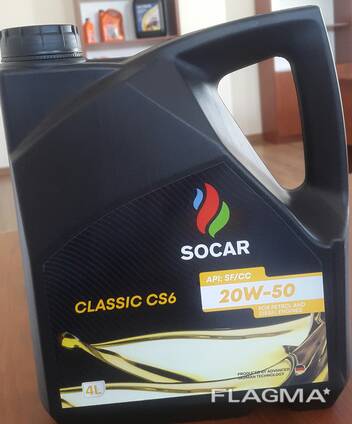 SOCAR
API: SF/CC
CLASSIC CS6
20W-50
FOR PETROL AND
DIESEL ENGINES
4L
PRODUCED BY ADVANCED
GERMAN TECHNOLOGY
FLAGMA